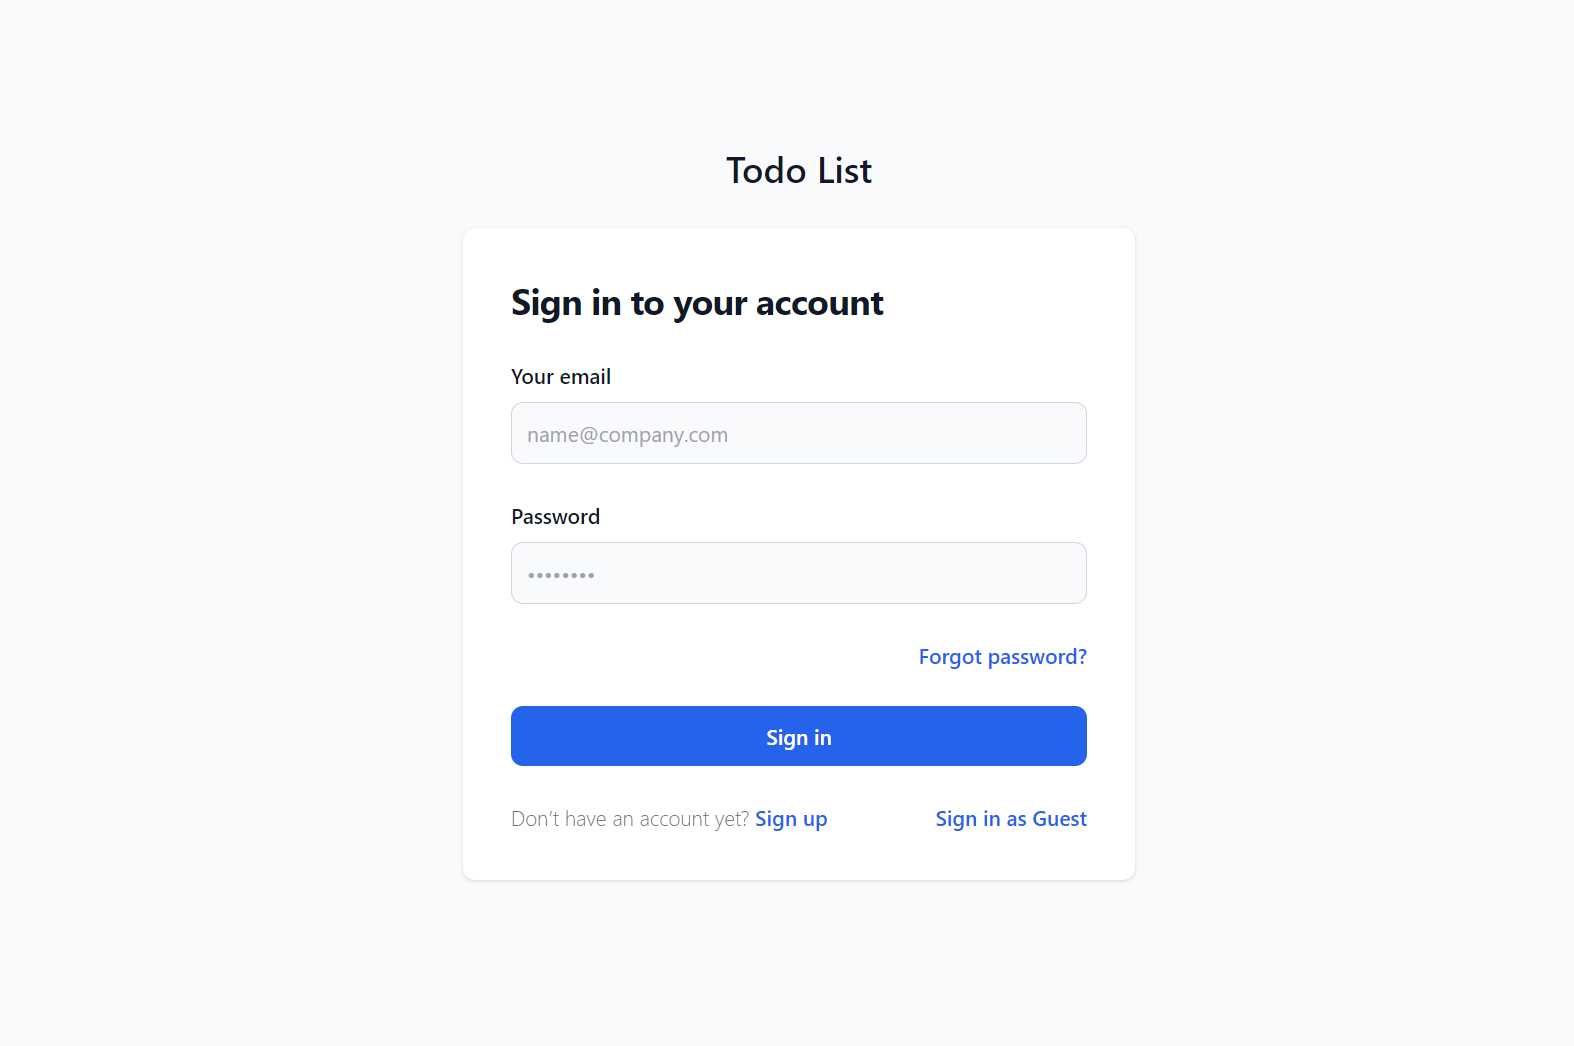 Todo List
Sign in to your account
Your email
name@company.com
Password
••••••••
Forgot password?
Sign in
Don’t have an account yet? Sign up
Sign in as Guest